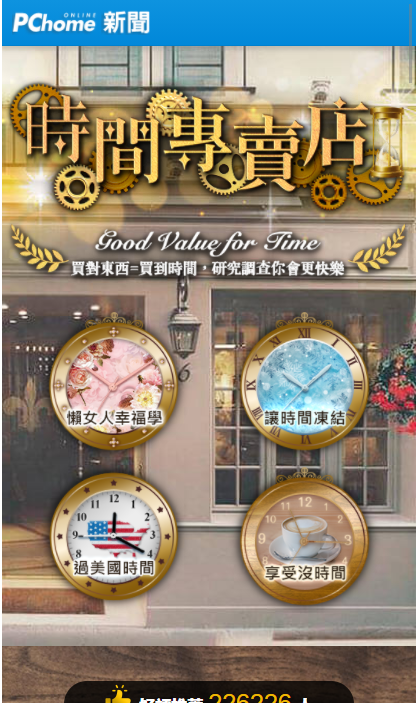 PChome ONLINE 新聞
時間專賣店
Good Value for Time
買對東西=買到時間，研究調查你會更快樂
懶女人幸福學
讓時間凍結
過美國時間
享受沒時間
226226 人